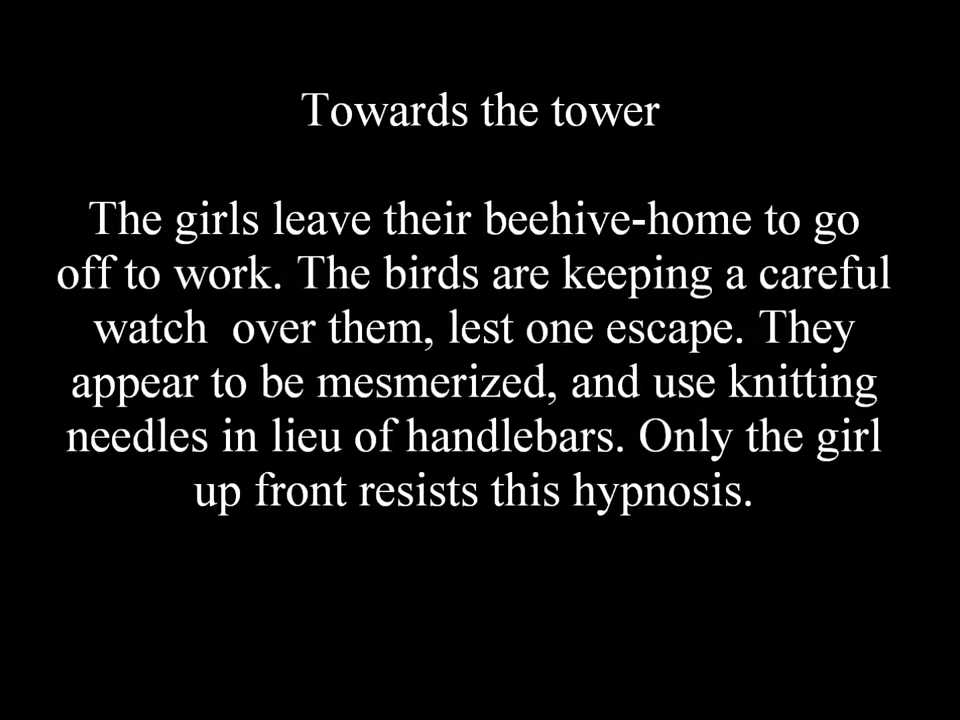 Towards the tower
The girls leave their beehive-home to go
off to work. The birds are keeping a careful
watch  over them, lest one escape. They
appear to be mesmerized, and use knitting
needles in lieu of handlebars. Only the girl
up front resists this hypnosis.